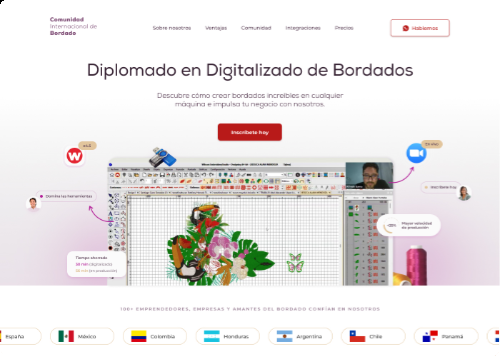 Comunidad
Internacional de
Bordado
Sobre nosotros Ventajas Comunidad Integraciones Precios
Hablemos
Diplomado en Digitalizado de Bordados
Descubre cómo crear bordados increíbles en cualquier
máquina e impulsa tu negocio con nosotros.
Inscríbete hoy
Domina las herramientas
Inscríbete hoy
Mayor velocidad
de producción
Tiempo ahorrado
100+ EMPRENDEDORES, EMPRESAS Y AMANTES DEL BORDADO CONFÍAN EN NOSOTROS
España México Colombia Honduras Argentina Chile Panamá